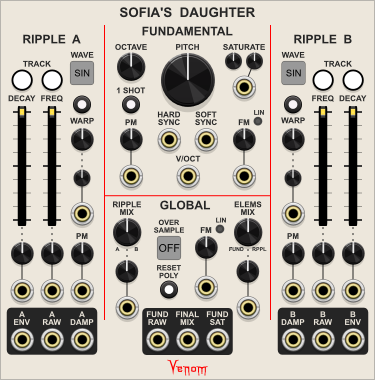 SOFIA'S DAUGHTER
RIPPLE A
FUNDAMENTAL
RIPPLE B
TRACK
WAVE
SIN
OCTAVE
PITCH
SATURATE
WAVE
SIN
TRACK
DECAY
FREQ
1 SHOT
FREQ
DECAY
WARP
PM
HARD
SYNC
SOFT
SYNC
FM
LIN
WARP
V/OCT
RIPPLE
MIX
GLOBAL
ELEMS
MIX
A
B
OVER
SAMPLE
OFF
FM
LIN
FUND
RPPL
PM
PM
RESET
POLY
A
ENV
A
RAW
A
DAMP
FUND
RAW
FINAL
MIX
FUND
SAT
B
DAMP
B
RAW
B
ENV
Venom